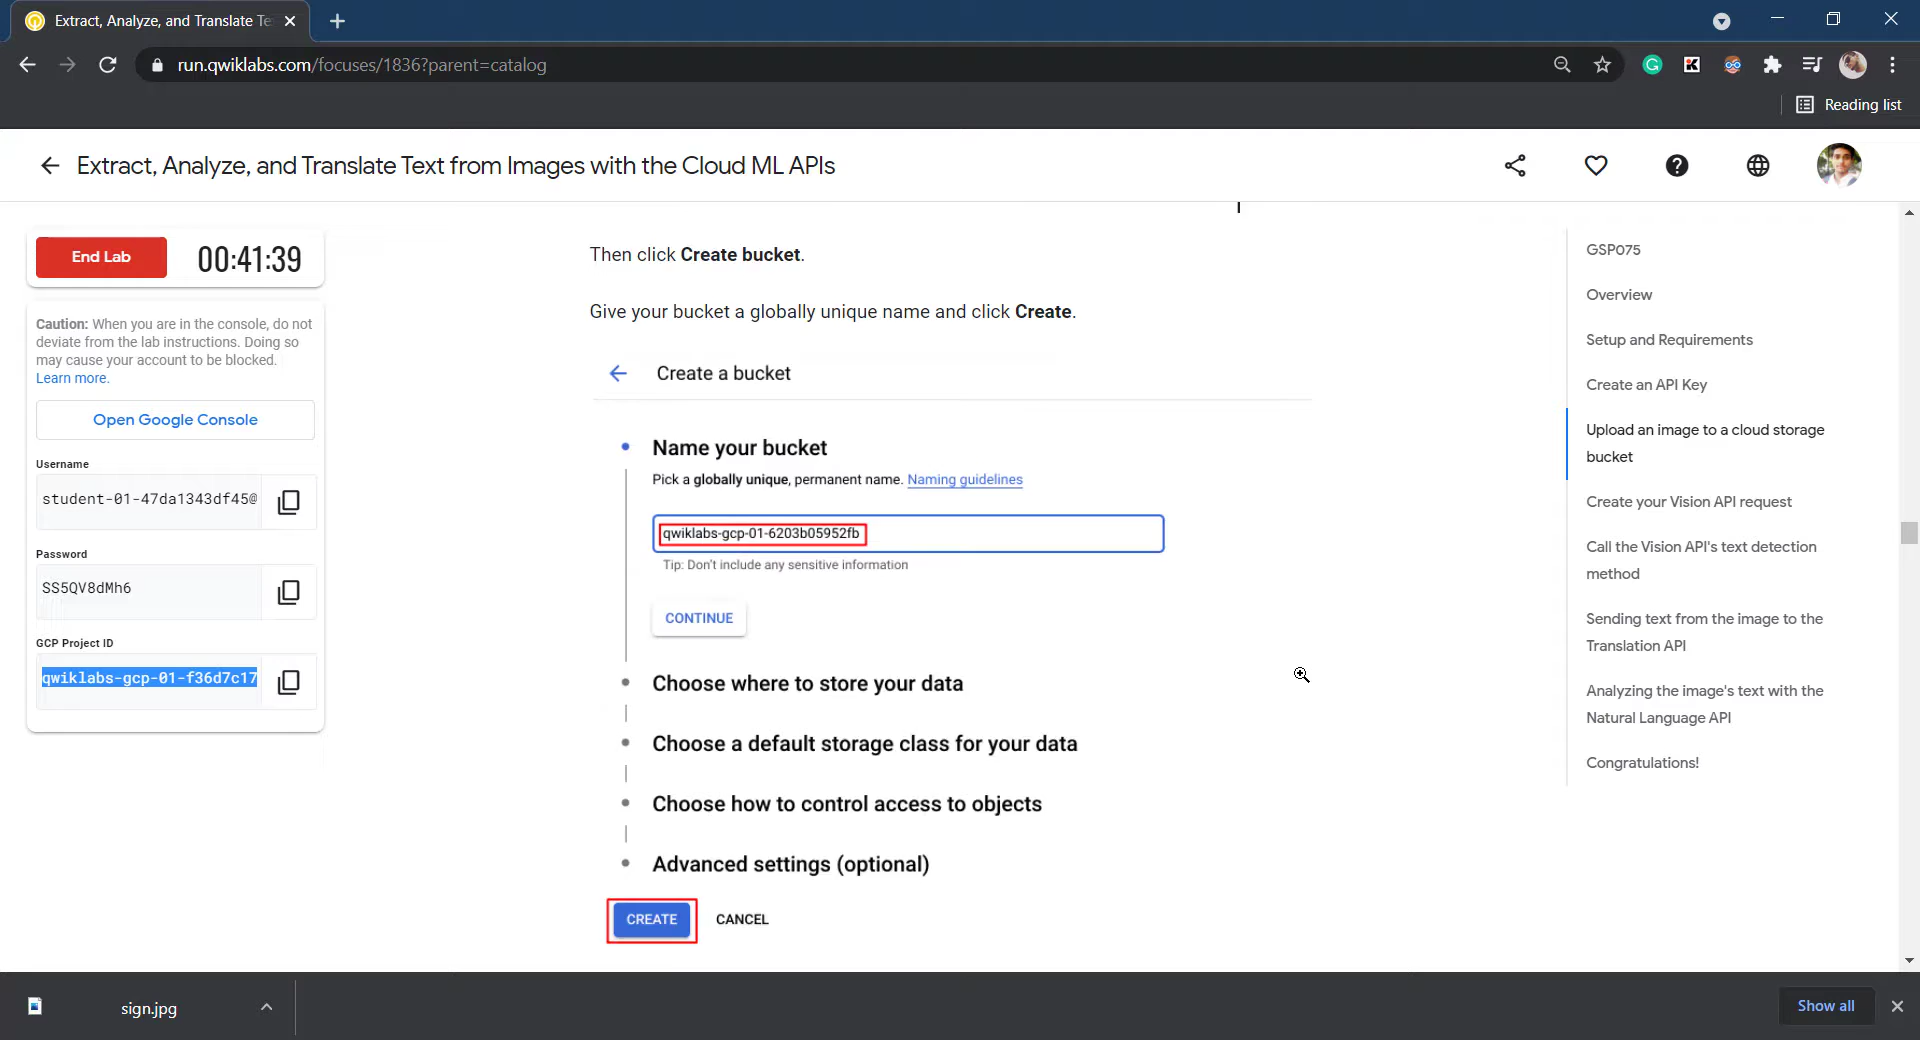 Extract, Analyze, and Translate Te
run.qwiklabs.com/focuses/1836?parent=catalog
Reading list
Extract, Analyze, and Translate Text from Images with the Cloud ML APIs
End Lab
00:41:39
Caution: When you are in the console, do not
deviate from the lab instructions. Doing so
may cause your account to be blocked.
Learn more.
Open Google Console
Username
student-01-47da1343df45@
Password
SS5QV8dMh6
GCP Project ID
qwiklabs-gcp-01-f36d7c17
Then click Create bucket.
Give your bucket a globally unique name and click Create.
Create a bucket
Name your bucket
Pick a globally unique, permanent name. Naming guidelines
qwiklabs-gcp-01-6203b05952fb
Tip: Don't include any sensitive information
CONTINUE
Choose where to store your data
Choose a default storage class for your data
Choose how to control access to objects
Advanced settings (optional)
CREATE
CANCEL
GSP075
Overview
Setup and Requirements
Create an API Key
Upload an image to a cloud storage
bucket
Create your Vision API request
Call the Vision API's text detection
method
Sending text from the image to the
Translation API
Analyzing the image's text with the
Natural Language API
Congratulations!
sign.jpg
Show all